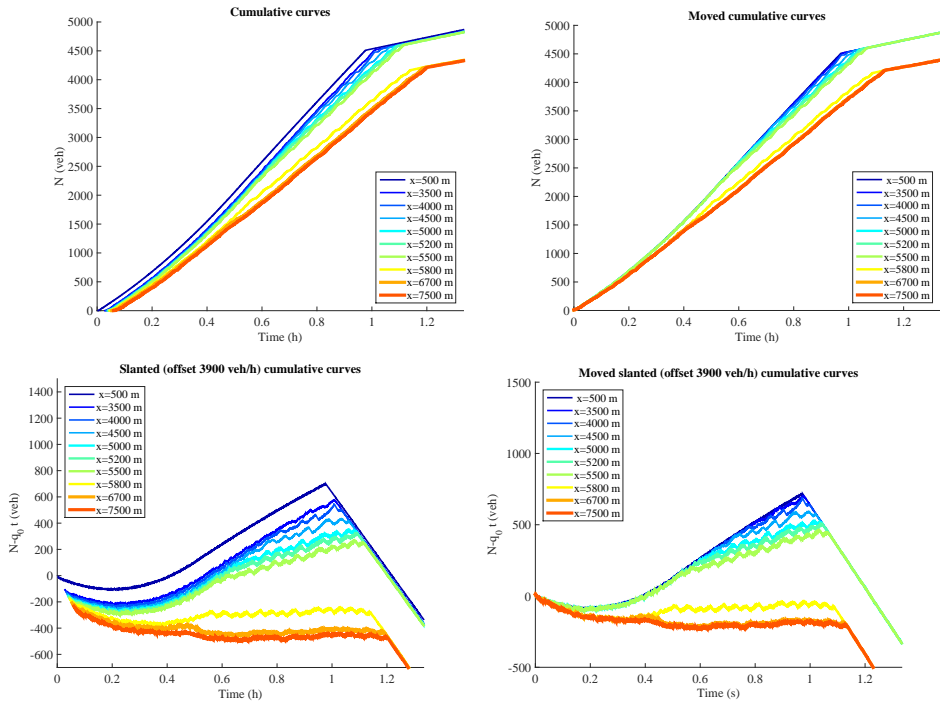 Cumulative curves
5000
4500
4000
3500
3000
2500
2000
1500
1000
500
0
N (veh)
0
0.2
0.4
0.6
0.8
1
1.2
Time (h)
x=500 m
x=3500 m
x=4000 m
x=4500 m
x=5000 m
x=5200 m
x=5500 m
x=5800 m
x=6700 m
x=7500 m
Moved cumulative curves
5000
4500
4000
3500
3000
2500
2000
1500
1000
500
0
N (veh)
0
0.2
0.4
0.6
0.8
1
1.2
Time (h)
x=500 m
x=3500 m
x=4000 m
x=4500 m
x=5000 m
x=5200 m
x=5500 m
x=5800 m
x=6700 m
x=7500 m
Slanted (offset 3900 veh/h) cumulative curves
1400
1200
1000
800
600
400
200
0
-200
-400
-600
N-q0 t (veh)
0
0.2
0.4
0.6
0.8
1
1.2
Time (h)
x=500 m
x=3500 m
x=4000 m
x=4500 m
x=5000 m
x=5200 m
x=5500 m
x=5800 m
x=6700 m
x=7500 m
Moved slanted (offset 3900 veh/h) cumulative curves
1500
1000
500
0
-500
N-q0 t (veh)
0
0.2
0.4
0.6
0.8
1
1.2
Time (s)
x=500 m
x=3500 m
x=4000 m
x=4500 m
x=5000 m
x=5200 m
x=5500 m
x=5800 m
x=6700 m
x=7500 m